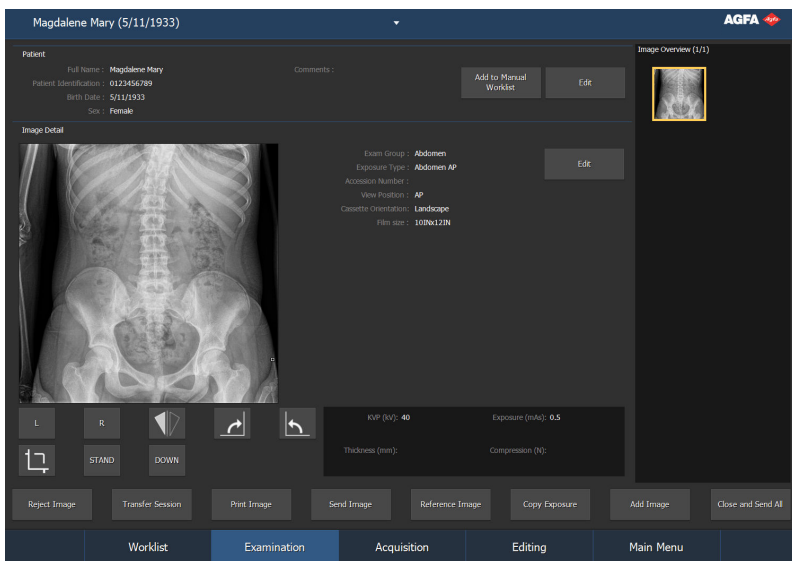 Magdalene Mary (5/11/1933)
AGFA
Patient
Full Name : Magdalene Mary
Patient Identification : 0123456789
Birth Date : 5/11/1933
Sex : Female
Comments :
Add to Manual
Worklist
Edit
Image Overview (1/1)
Image Detail
Exam Group : Abdomen
Exposure Type : Abdomen AP
Accession Number :
View Position : AP
Cassette Orientation: Landscape
Film size : 10INx12IN
Edit
L
R
STAND
DOWN
KVP (kV): 40
Exposure (mAs): 0.5
Thickness (mm):
Compression (N):
Reject Image
Transfer Session
Print Image
Send Image
Reference Image
Copy Exposure
Add Image
Close and Send All
Worklist
Examination
Acquisition
Editing
Main Menu